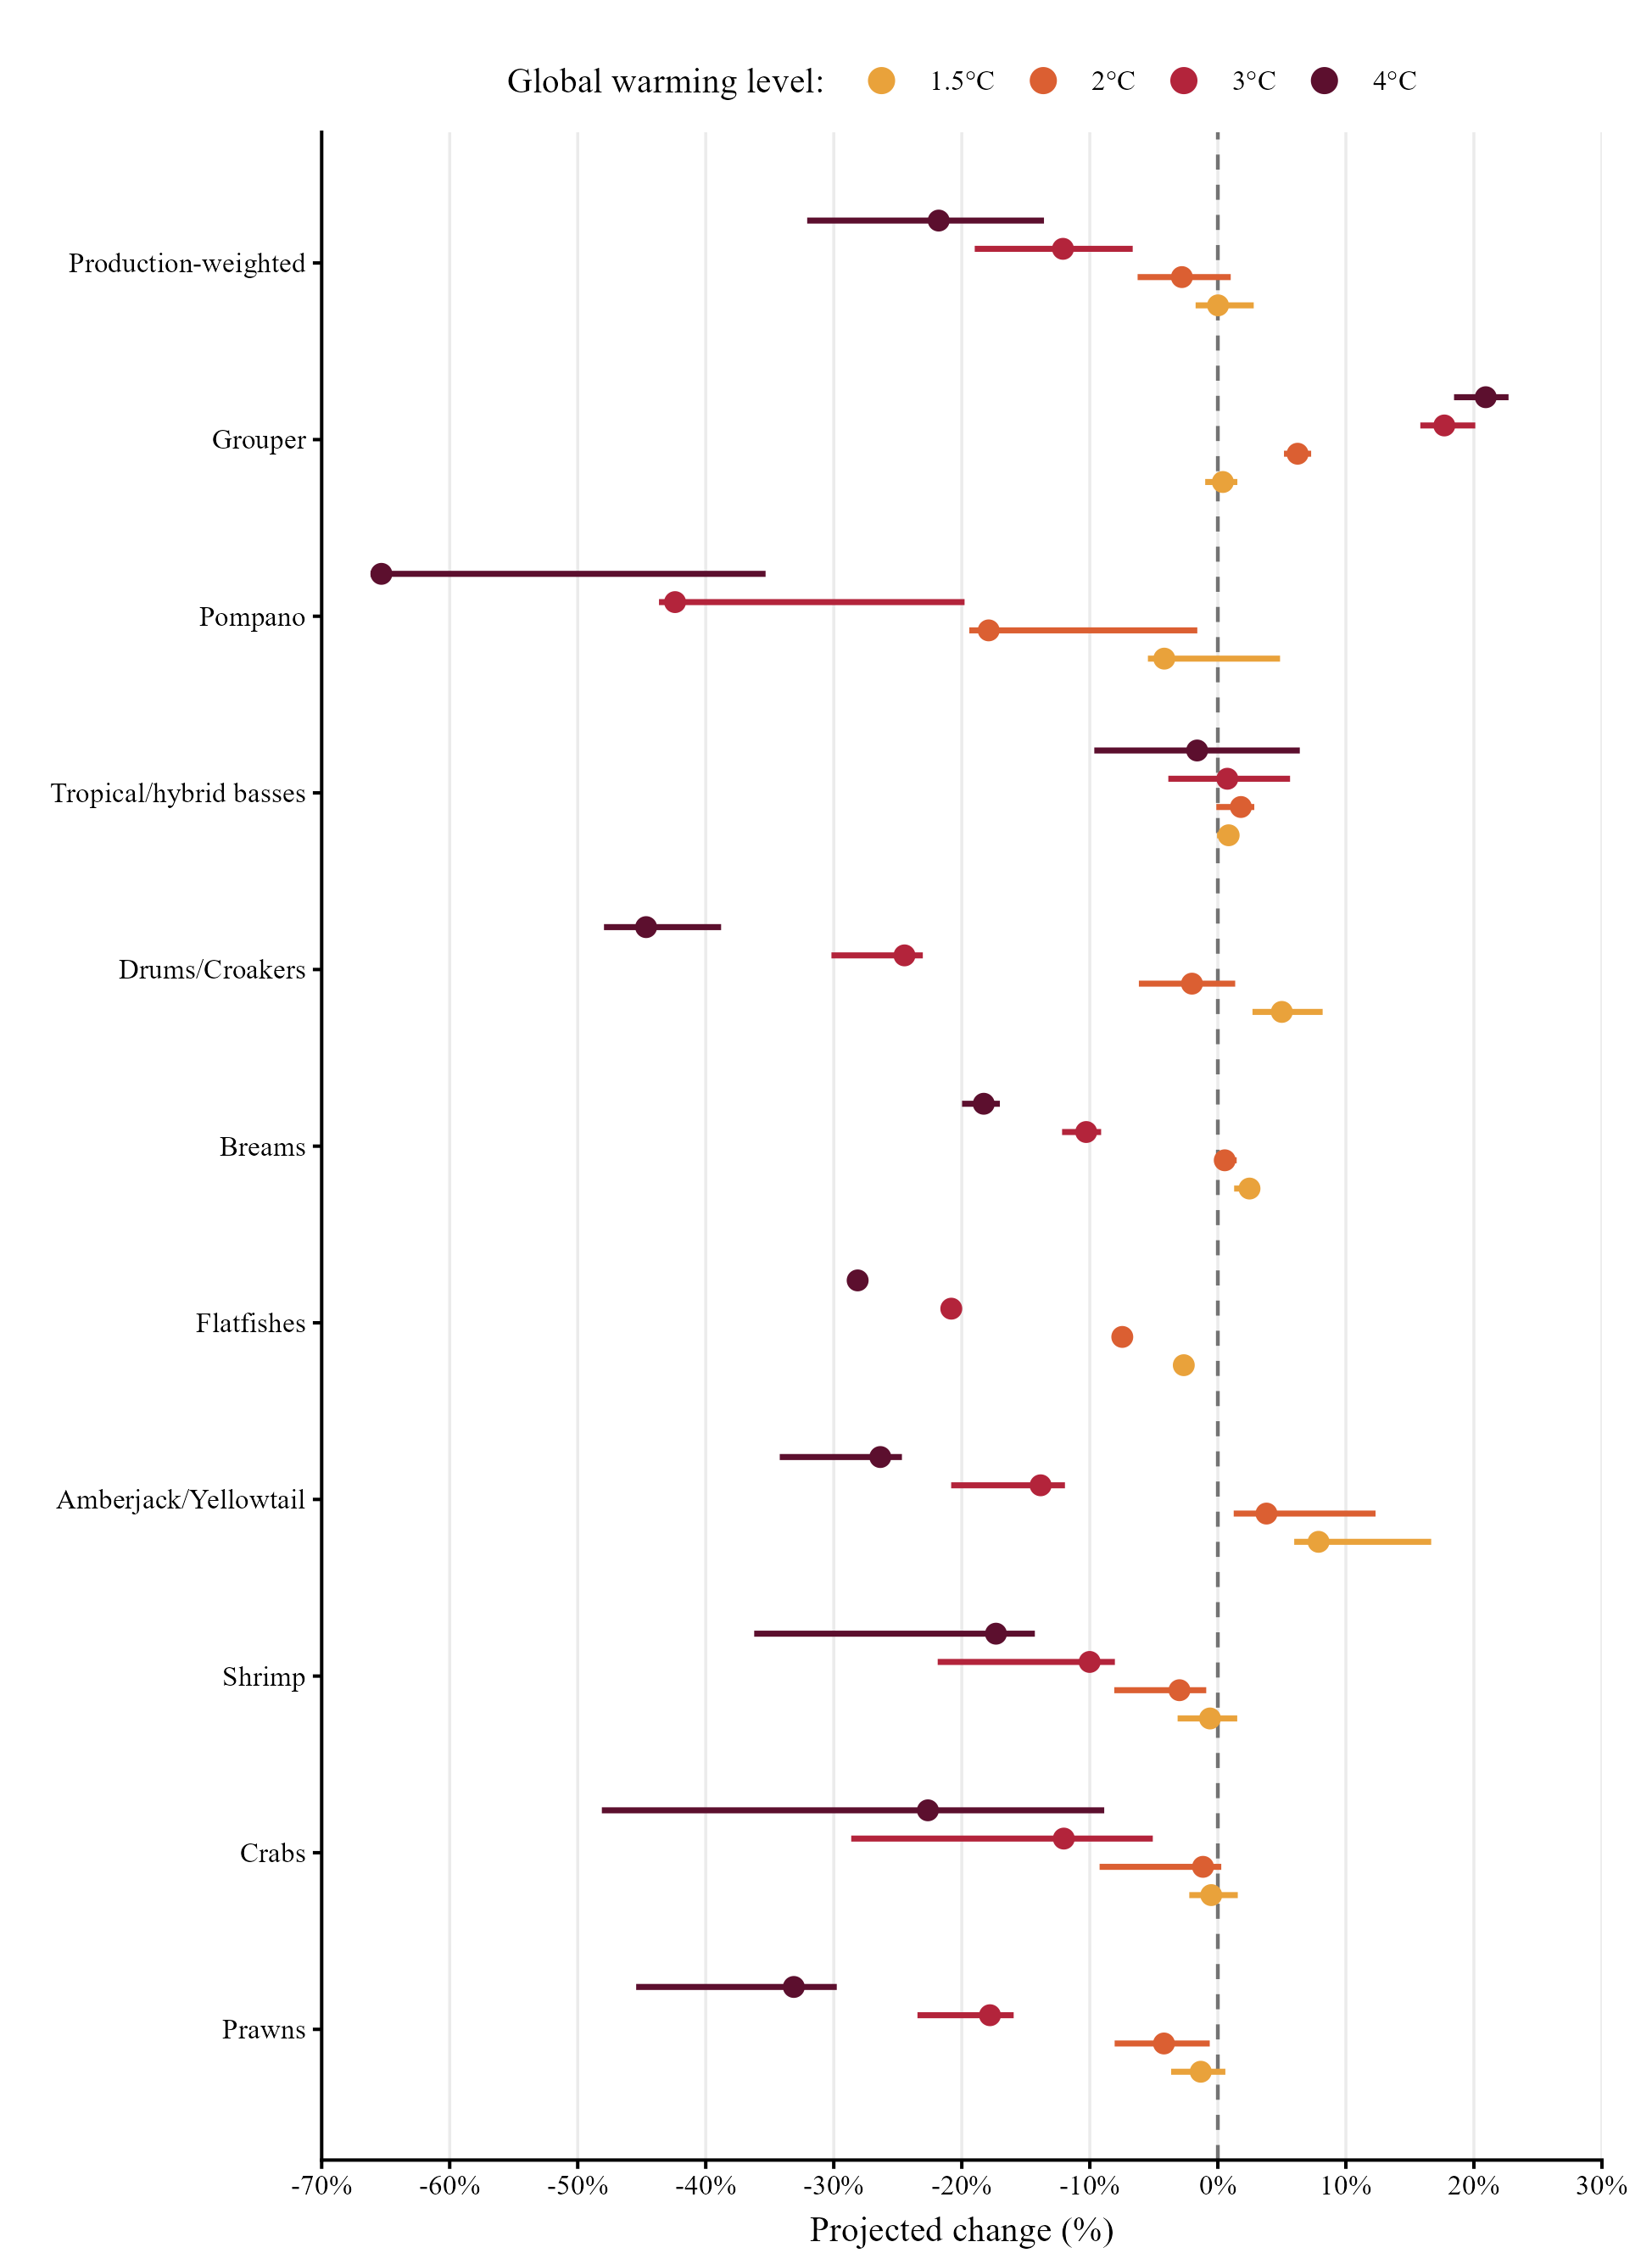 Global warming level: 1.5°C 2°C 3°C 4°C
Production-weighted
Grouper
Pompano
Tropical/hybrid basses
Drums/Croakers
Breams
Flatfishes
Amberjack/Yellowtail
Shrimp
Crabs
Prawns
-70% -60% -50% -40% -30% -20% -10% 0% 10% 20% 30%
Projected change (%)